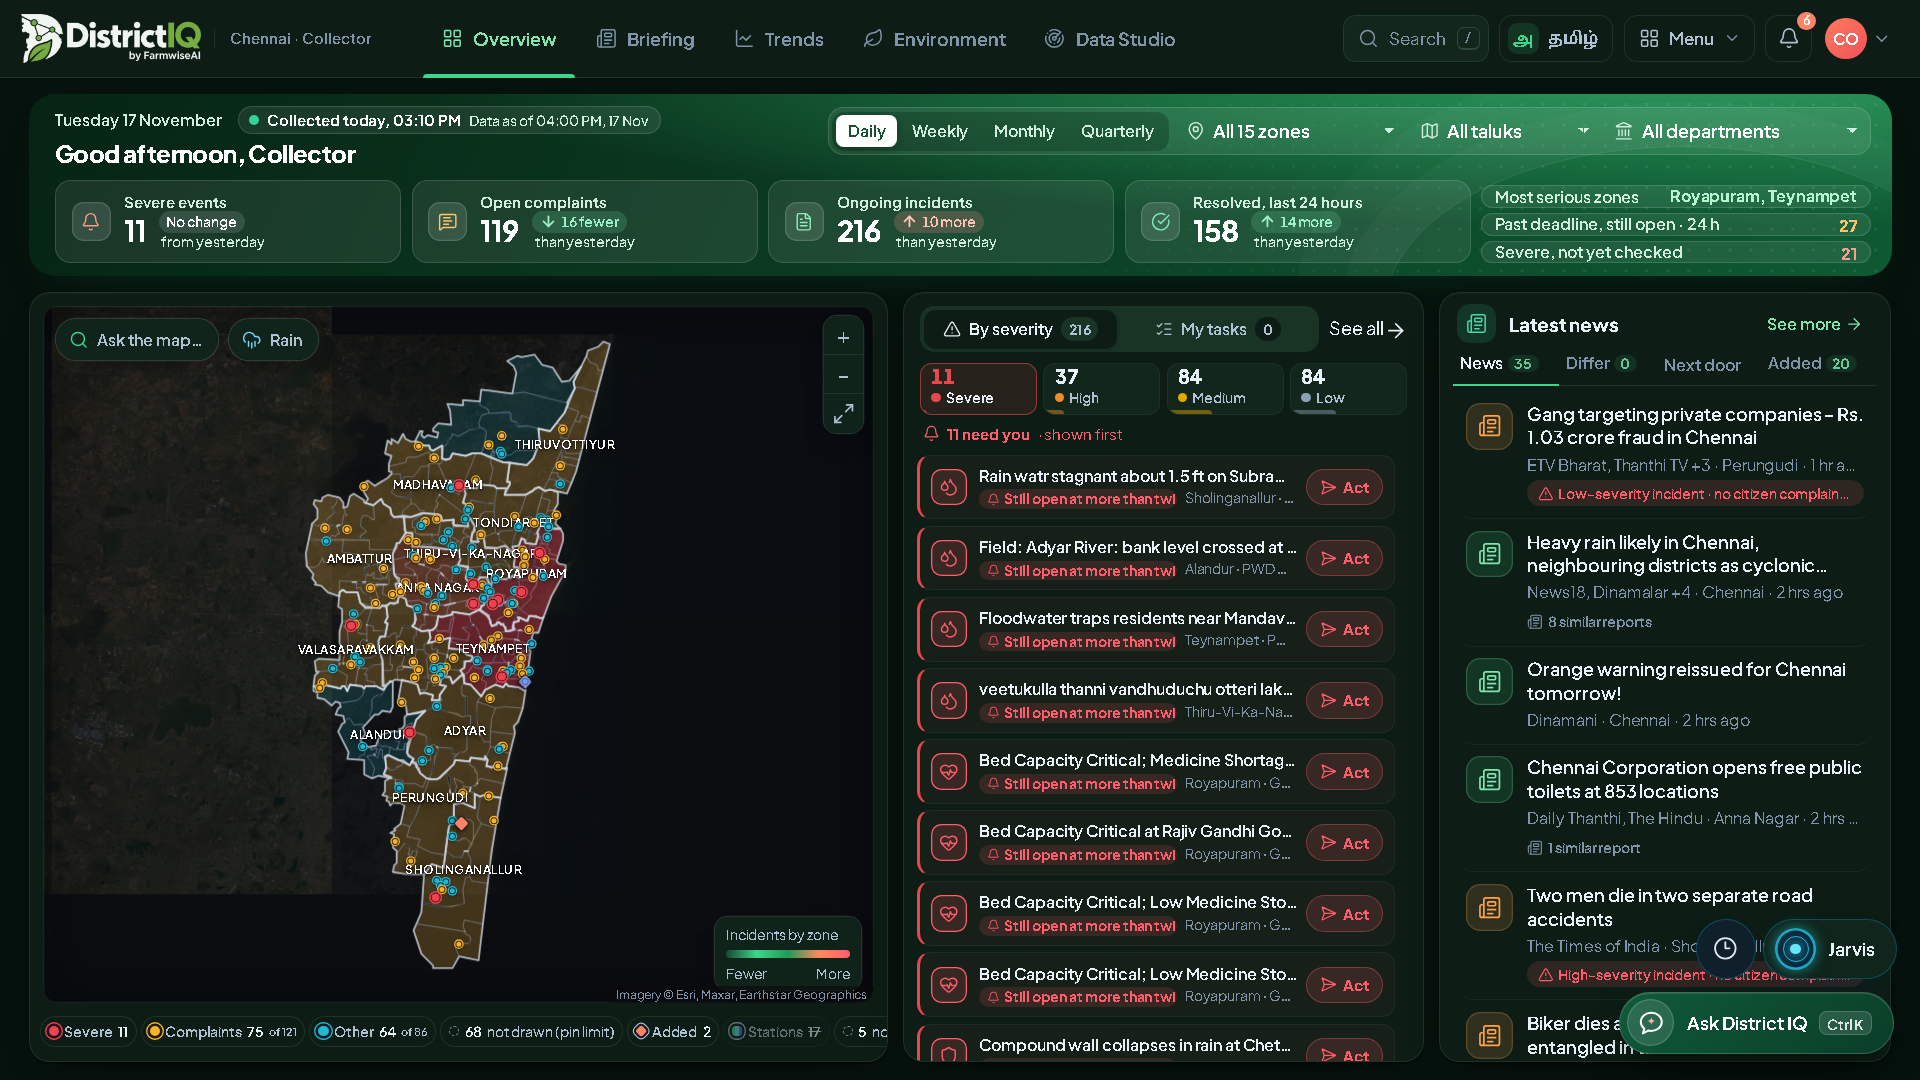 DistrictIQ
by FarmwiseAI
Chennai · Collector
Overview
Briefing
Trends
Environment
Data Studio
Search /
அ தமிழ்
Menu
6
CO
Tuesday 17 November
Collected today, 03:10 PM Data as of 04:00 PM, 17 Nov
Good afternoon, Collector
Daily Weekly Monthly Quarterly
All 15 zones
All taluks
All departments
Severe events
11 No change
from yesterday
Open complaints
119 ↓ 16 fewer
than yesterday
Ongoing incidents
216 ↑ 10 more
than yesterday
Resolved, last 24 hours
158 ↑ 14 more
than yesterday
Most serious zones Royapuram, Teynampet
Past deadline, still open · 24 h 27
Severe, not yet checked 21
Ask the map...
Rain
+
−
THIRUVOTTIYUR
MADHAVARAM
TONDIARPET
AMBATTUR
THIRU-VI-KA-NAGAR
ROYAPURAM
ANNA NAGAR
VALASARAVAKKAM
TEYNAMPET
ALANDUR
ADYAR
PERUNGUDI
SHOLINGANALLUR
Incidents by zone
Fewer More
Imagery © Esri, Maxar, Earthstar Geographics
Severe 11
Complaints 75 of 121
Other 64 of 86
68 not drawn (pin limit)
Added 2
Stations 17
5 no
By severity 216
My tasks 0
See all →
11
Severe
37
High
84
Medium
84
Low
11 need you · shown first
Rain watr stagnant about 1.5 ft on Subra...
Still open at more than twi Sholinganallur · ...
Act
Field: Adyar River: bank level crossed at ...
Still open at more than twi Alandur · PWD ...
Act
Floodwater traps residents near Mandav...
Still open at more than twi Teynampet · P...
Act
veetukulla thanni vandhuduchu otteri lak...
Still open at more than twi Thiru-Vi-Ka-Na...
Act
Bed Capacity Critical; Medicine Shortag...
Still open at more than twi Royapuram · G...
Act
Bed Capacity Critical at Rajiv Gandhi Go...
Still open at more than twi Royapuram · G...
Act
Bed Capacity Critical; Low Medicine Sto...
Still open at more than twi Royapuram · G...
Act
Bed Capacity Critical; Low Medicine Sto...
Still open at more than twi Royapuram · G...
Act
Compound wall collapses in rain at Chet...
Act
Latest news
See more →
News 35
Differ 0
Next door
Added 20
Gang targeting private companies – Rs.
1.03 crore fraud in Chennai
ETV Bharat, Thanthi TV +3 · Perungudi · 1 hr a...
Low-severity incident · no citizen complain...
Heavy rain likely in Chennai,
neighbouring districts as cyclonic...
News18, Dinamalar +4 · Chennai · 2 hrs ago
8 similar reports
Orange warning reissued for Chennai
tomorrow!
Dinamani · Chennai · 2 hrs ago
Chennai Corporation opens free public
toilets at 853 locations
Daily Thanthi, The Hindu · Anna Nagar · 2 hrs ...
1 similar report
Two men die in two separate road
accidents
The Times of India ·
High-severity incident
Biker dies
entangled in
Jarvis
Ask District IQ Ctrl K